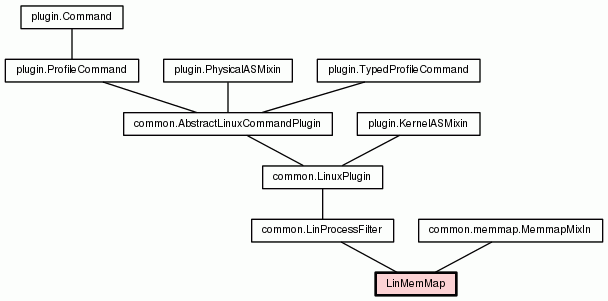 plugin.Command
plugin.ProfileCommand
plugin.PhysicalASMixin
plugin.TypedProfileCommand
common.AbstractLinuxCommandPlugin
plugin.KernelASMixin
common.LinuxPlugin
common.LinProcessFilter
common.memmap.MemmapMixIn
LinMemMap